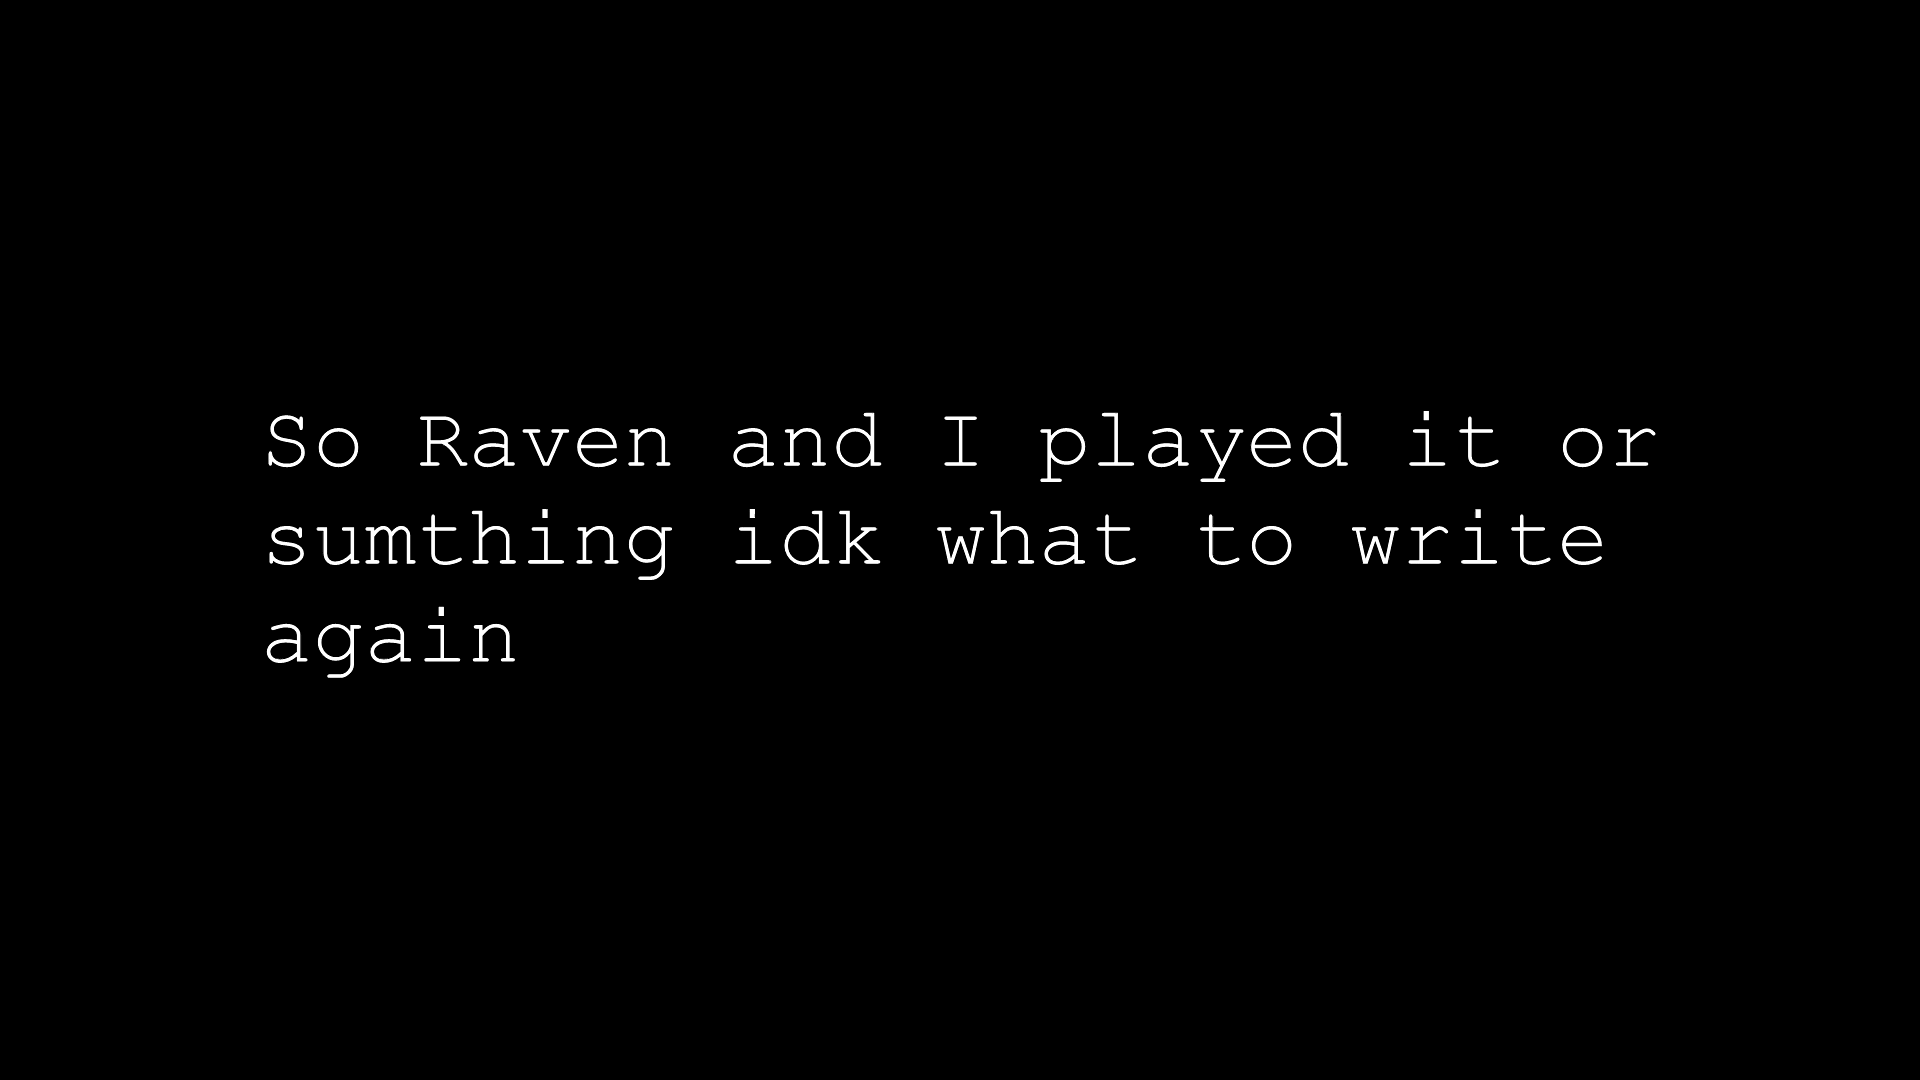 So Raven and I played it or
sumthing idk what to write
again